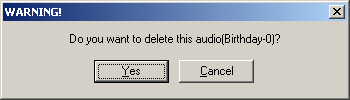 WARNING!
Do you want to delete this audio(Birthday-0)?
Yes Cancel